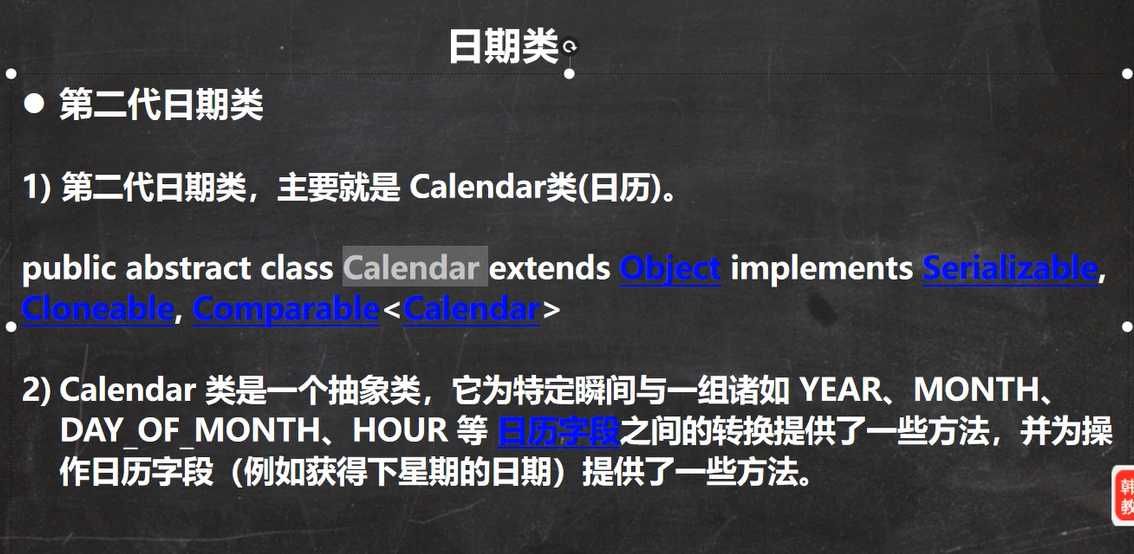 日期类
● 第二代日期类
1) 第二代日期类，主要就是 Calendar类(日历)。
public abstract class Calendar extends Object implements Serializable,
Cloneable, Comparable<Calendar>
2) Calendar 类是一个抽象类，它为特定瞬间与一组诸如 YEAR、MONTH、
DAY_OF_MONTH、HOUR 等 日历字段之间的转换提供了一些方法，并为操
作日历字段（例如获得下星期的日期）提供了一些方法。
韩
教